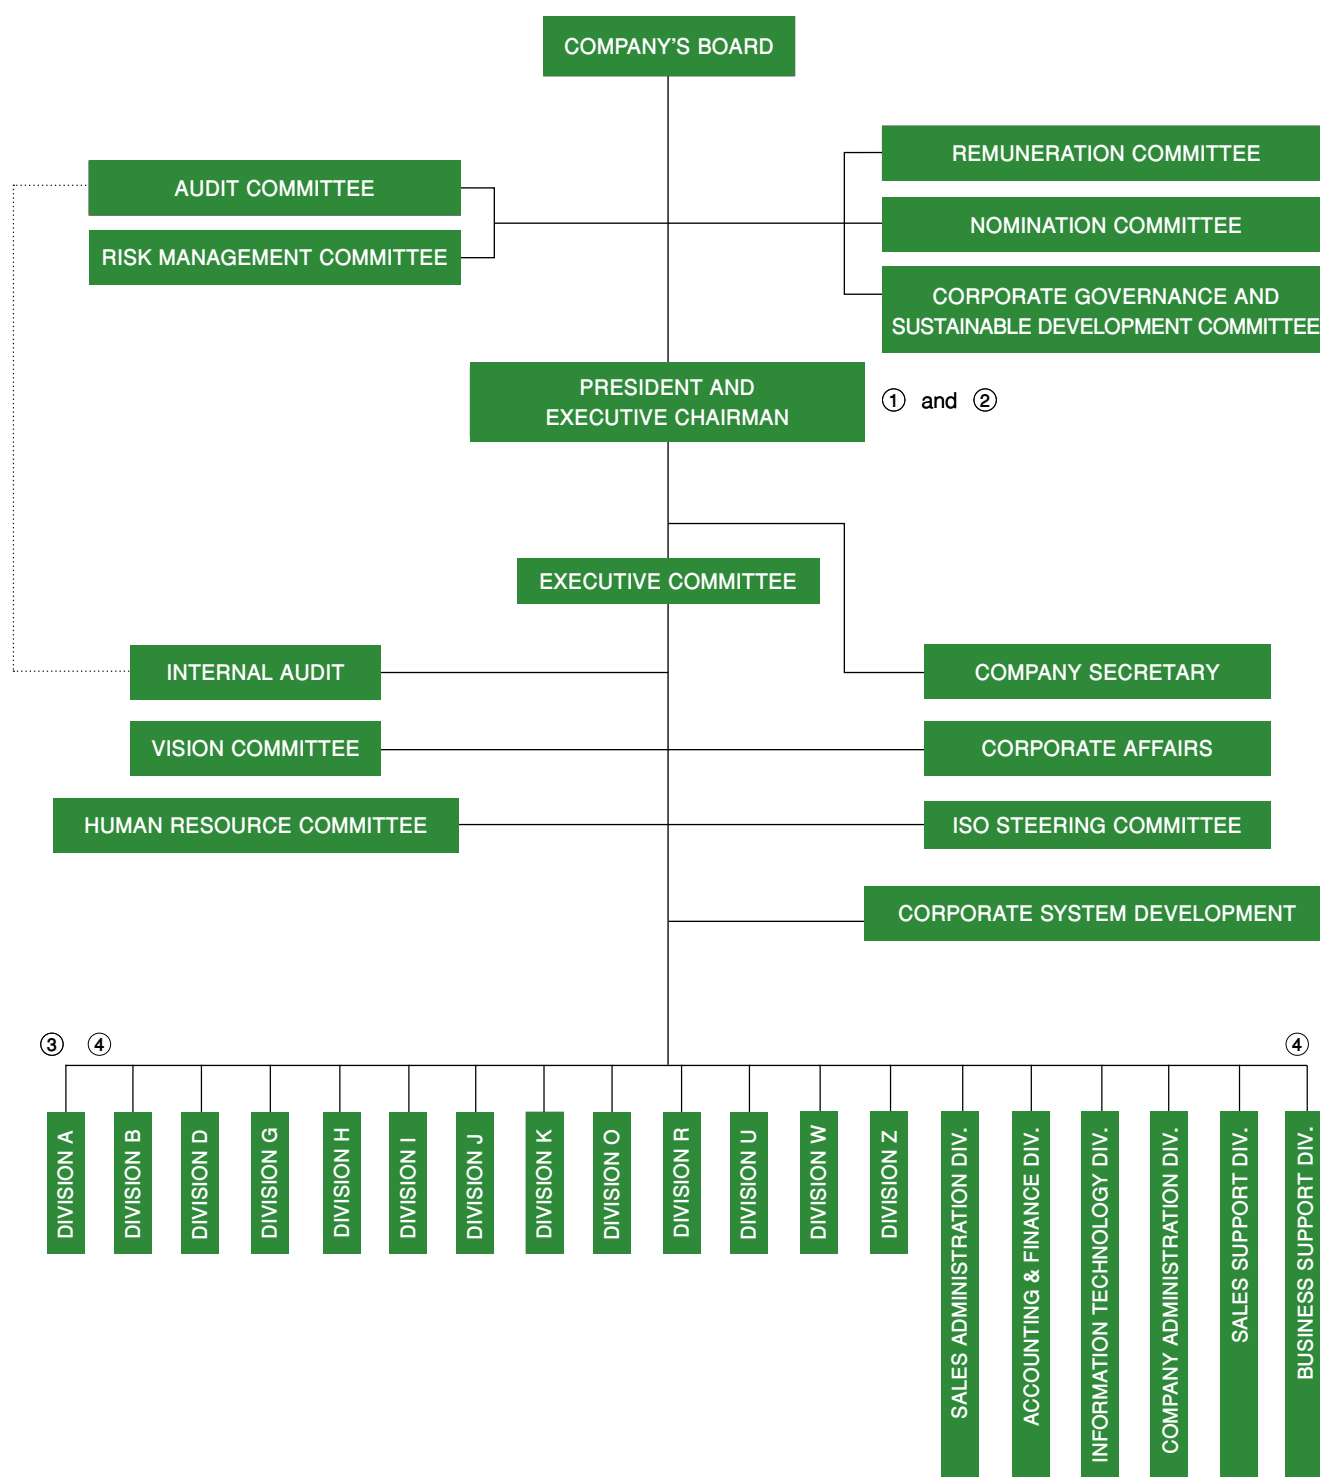 COMPANY'S BOARD
REMUNERATION COMMITTEE
AUDIT COMMITTEE
NOMINATION COMMITTEE
RISK MANAGEMENT COMMITTEE
CORPORATE GOVERNANCE AND
SUSTAINABLE DEVELOPMENT COMMITTEE
PRESIDENT AND
EXECUTIVE CHAIRMAN
① and ②
EXECUTIVE COMMITTEE
INTERNAL AUDIT
COMPANY SECRETARY
VISION COMMITTEE
CORPORATE AFFAIRS
HUMAN RESOURCE COMMITTEE
ISO STEERING COMMITTEE
CORPORATE SYSTEM DEVELOPMENT
③ ④
④
DIVISION A
DIVISION B
DIVISION D
DIVISION G
DIVISION H
DIVISION I
DIVISION J
DIVISION K
DIVISION O
DIVISION R
DIVISION U
DIVISION W
DIVISION Z
SALES ADMINISTRATION DIV.
ACCOUNTING & FINANCE DIV.
INFORMATION TECHNOLOGY DIV.
COMPANY ADMINISTRATION DIV.
SALES SUPPORT DIV.
BUSINESS SUPPORT DIV.